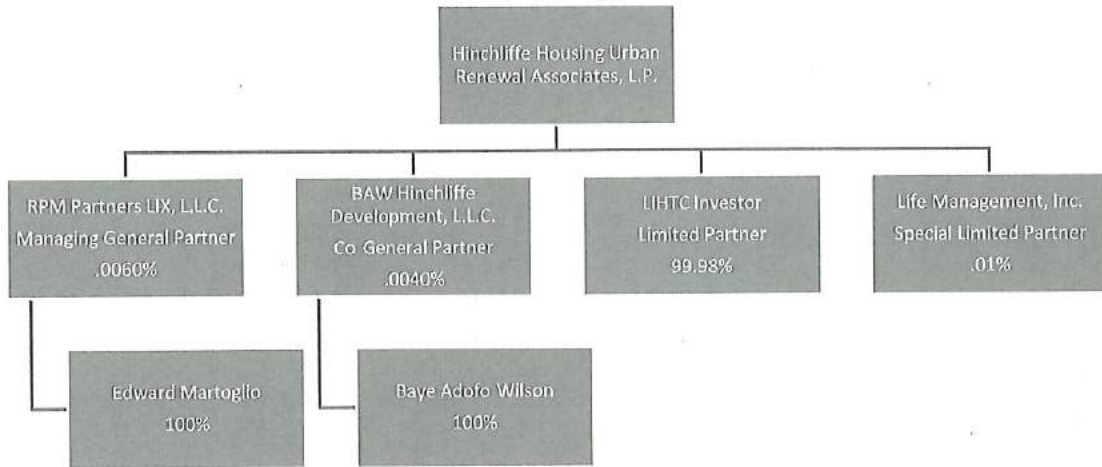 Hinchliffe Housing Urban
Renewal Associates, L.P.
RPM Partners LIX, L.L.C.
Managing General Partner
.0060%
BAW Hinchliffe
Development, L.L.C.
Co General Partner
.0040%
LIHTC Investor
Limited Partner
99.98%
Life Management, Inc.
Special Limited Partner
.01%
Edward Martoglio
100%
Baye Adofo Wilson
100%